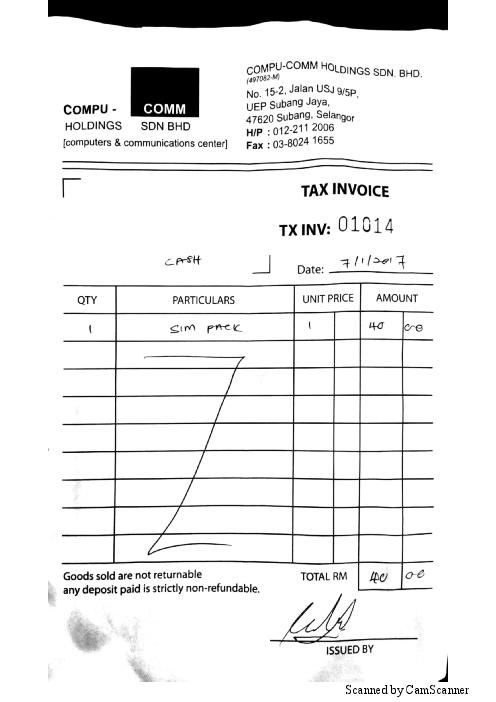 COMPU - COMM
HOLDINGS SDN BHD
[computers & communications center]
COMPU-COMM HOLDINGS SDN. BHD.
(497082-M)
No. 15-2, Jalan USJ 9/5P,
UEP Subang Jaya,
47620 Subang, Selangor
H/P : 012-211 2006
Fax : 03-8024 1655
TAX INVOICE
TX INV: 01014
CASH
Date: 7/1/2017
QTY PARTICULARS UNIT PRICE AMOUNT
1 SIM PACK 1 40 00
Goods sold are not returnable
any deposit paid is strictly non-refundable.
TOTAL RM 40 00
ISSUED BY
Scanned by CamScanner